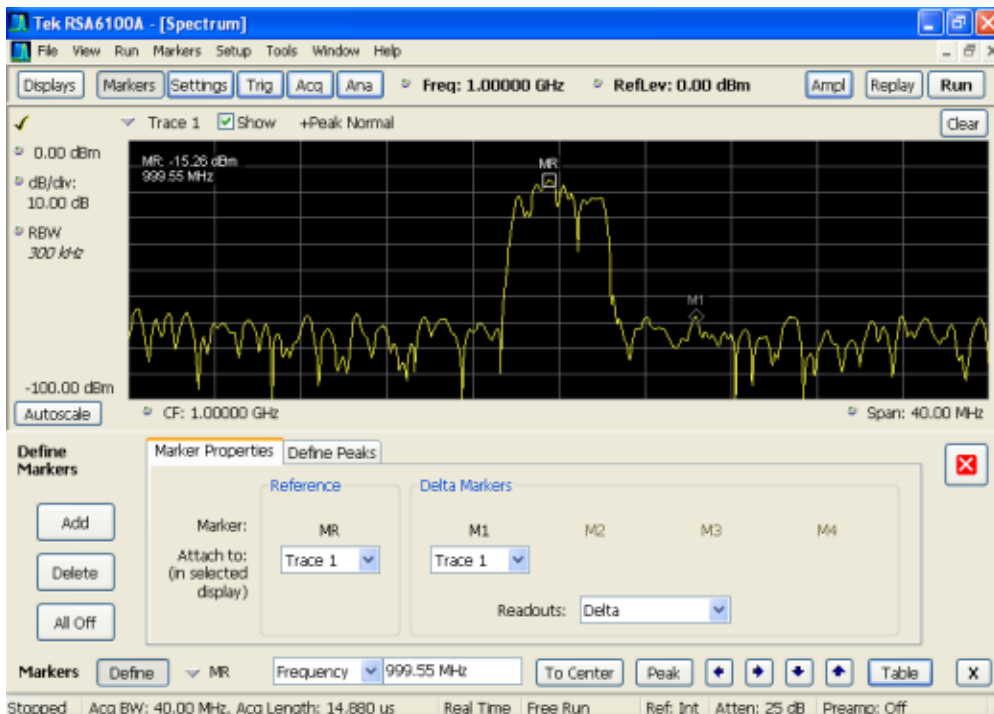 Tek RSA6100A - [Spectrum]
File View Run Markers Setup Tools Window Help
Displays Markers Settings Trig Acq Ana Freq: 1.00000 GHz RefLev: 0.00 dBm Ampl Replay Run
Trace 1 Show +Peak Normal Clear
0.00 dBm
dB/div:
10.00 dB
RBW
300 kHz
-100.00 dBm
MR: -15.26 dBm
999.55 MHz
MR
M1
Autoscale CF: 1.00000 GHz Span: 40.00 MHz
Define
Markers
Add
Delete
All Off
Marker Properties Define Peaks
Reference Delta Markers
Marker: MR M1 M2 M3 M4
Attach to:
(in selected
display)
Trace 1 Trace 1
Readouts: Delta
Markers Define MR Frequency 999.55 MHz To Center Peak Table X
Stopped Acq BW: 40.00 MHz, Acq Length: 14.880 us Real Time Free Run Ref: Int Atten: 25 dB Preamp: Off